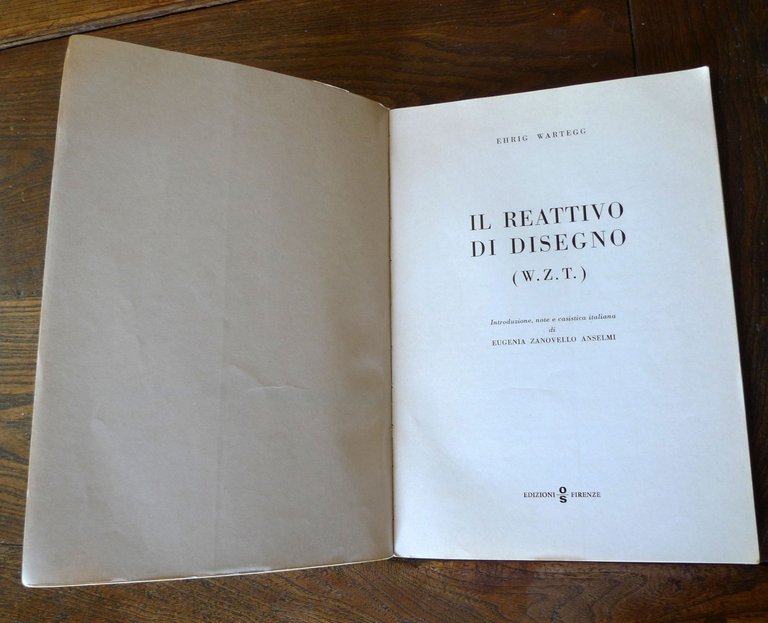 EHRIG WARTEGG
IL REATTIVO
DI DISEGNO
(W.Z.T.)
Introduzione, note e casistica italiana
di
EUGENIA ZANOVELLO ANSELMI
EDIZIONI OS FIRENZE